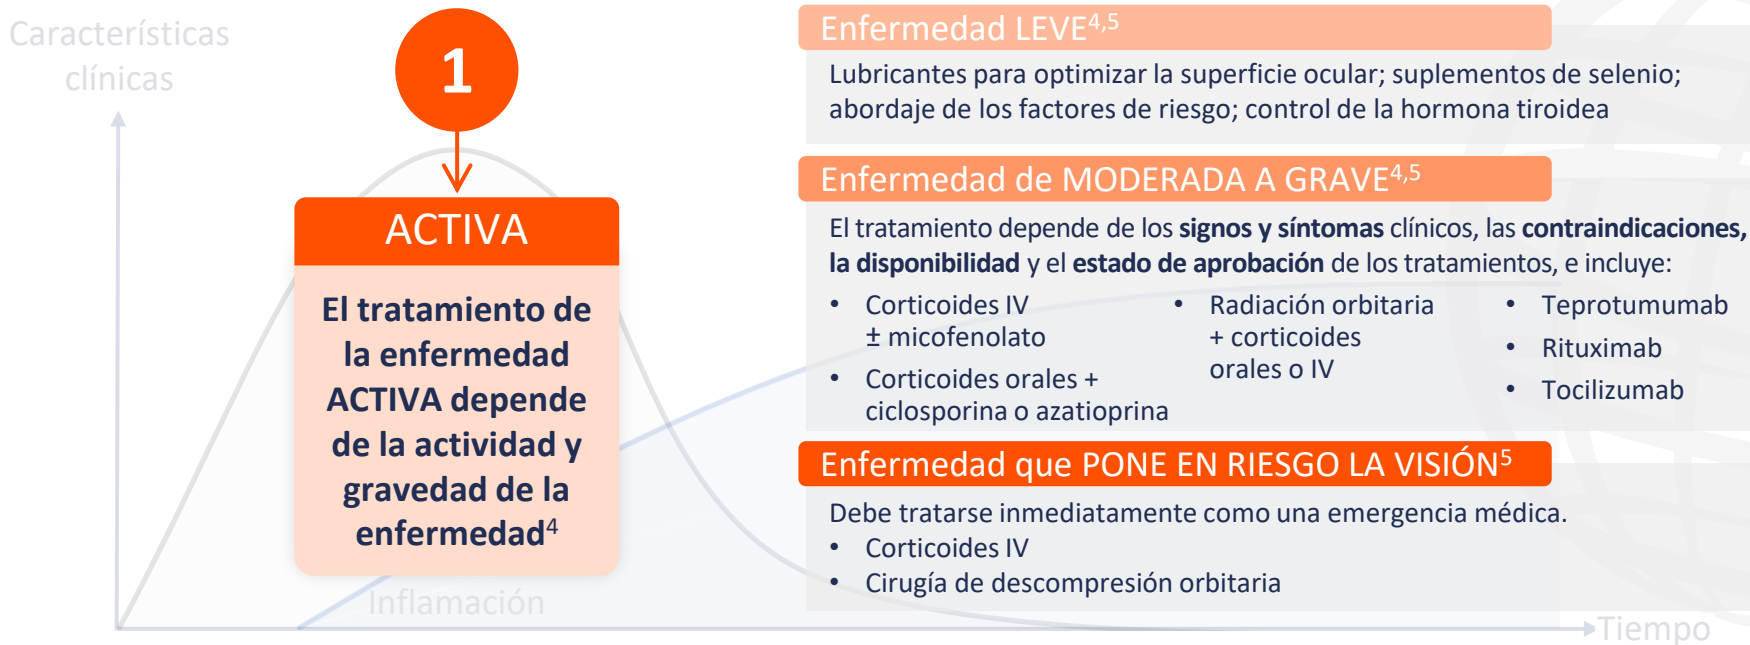 Características
clínicas
1
ACTIVA
El tratamiento de
la enfermedad
ACTIVA depende
de la actividad y
gravedad de la
enfermedad4
Inflamación
Tiempo
Enfermedad LEVE4,5
Lubricantes para optimizar la superficie ocular; suplementos de selenio;
abordaje de los factores de riesgo; control de la hormona tiroidea
Enfermedad de MODERADA A GRAVE4,5
El tratamiento depende de los signos y síntomas clínicos, las contraindicaciones,
la disponibilidad y el estado de aprobación de los tratamientos, e incluye:
• Corticoides IV
± micofenolato
• Corticoides orales +
ciclosporina o azatioprina
• Radiación orbitaria
+ corticoides
orales o IV
• Teprotumumab
• Rituximab
• Tocilizumab
Enfermedad que PONE EN RIESGO LA VISIÓN5
Debe tratarse inmediatamente como una emergencia médica.
• Corticoides IV
• Cirugía de descompresión orbitaria